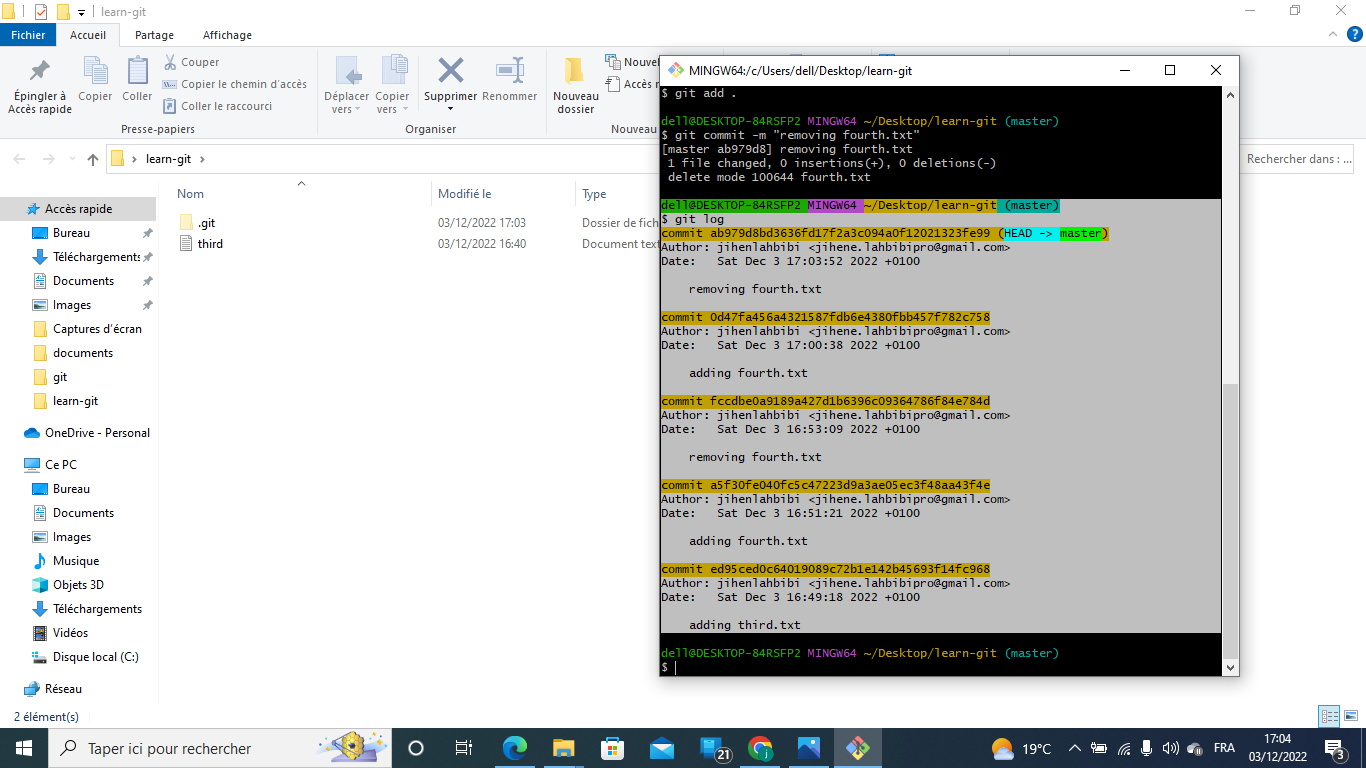 learn-git
Fichier
Accueil
Partage
Affichage
Épingler à
Accès rapide
Copier
Coller
Couper
Copier le chemin d'accès
Coller le raccourci
Presse-papiers
Déplacer
vers
Copier
vers
Supprimer
Renommer
Organiser
Nouveau
dossier
Nouveau
learn-git
Rechercher dans : ...
Nom
Modifié le
Type
.git
03/12/2022 17:03
Dossier de fich
third
03/12/2022 16:40
Document text
Accès rapide
Bureau
Téléchargements
Documents
Images
Captures d'écran
documents
git
learn-git
OneDrive - Personal
Ce PC
Bureau
Documents
Images
Musique
Objets 3D
Téléchargements
Vidéos
Disque local (C:)
Réseau
2 élément(s)
MINGW64:/c/Users/dell/Desktop/learn-git
$ git add .
dell@DESKTOP-84RSFP2 MINGW64 ~/Desktop/learn-git (master)
$ git commit -m "removing fourth.txt"
[master ab979d8] removing fourth.txt
1 file changed, 0 insertions(+), 0 deletions(-)
delete mode 100644 fourth.txt
dell@DESKTOP-84RSFP2 MINGW64 ~/Desktop/learn-git (master)
$ git log
commit ab979d8bd3636fd17f2a3c094a0f12021323fe99 (HEAD -> master)
Author: jihenlahbibi <jihene.lahbibipro@gmail.com>
Date: Sat Dec 3 17:03:52 2022 +0100
removing fourth.txt
commit 0d47fa456a4321587fdb6e4380fbb457f782c758
Author: jihenlahbibi <jihene.lahbibipro@gmail.com>
Date: Sat Dec 3 17:00:38 2022 +0100
adding fourth.txt
commit fccdbe0a9189a427d1b6396c09364786f84e784d
Author: jihenlahbibi <jihene.lahbibipro@gmail.com>
Date: Sat Dec 3 16:53:09 2022 +0100
removing fourth.txt
commit a5f30fe040fc5c47223d9a3ae05ec3f48aa43f4e
Author: jihenlahbibi <jihene.lahbibipro@gmail.com>
Date: Sat Dec 3 16:51:21 2022 +0100
adding fourth.txt
commit ed95ced0c64019089c72b1e142b45693f14fc968
Author: jihenlahbibi <jihene.lahbibipro@gmail.com>
Date: Sat Dec 3 16:49:18 2022 +0100
adding third.txt
dell@DESKTOP-84RSFP2 MINGW64 ~/Desktop/learn-git (master)
$
Taper ici pour rechercher
21
19°C
FRA
17:04
03/12/2022
3